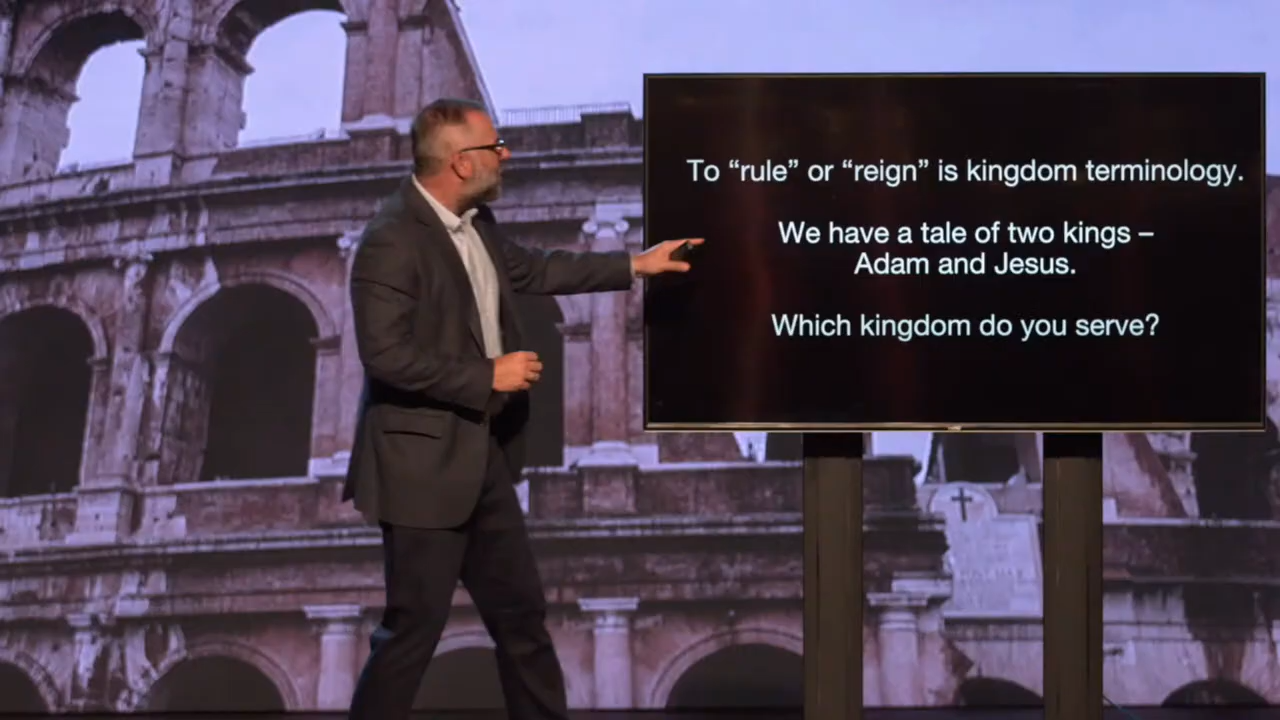 To “rule” or “reign” is kingdom terminology.
We have a tale of two kings –
Adam and Jesus.
Which kingdom do you serve?